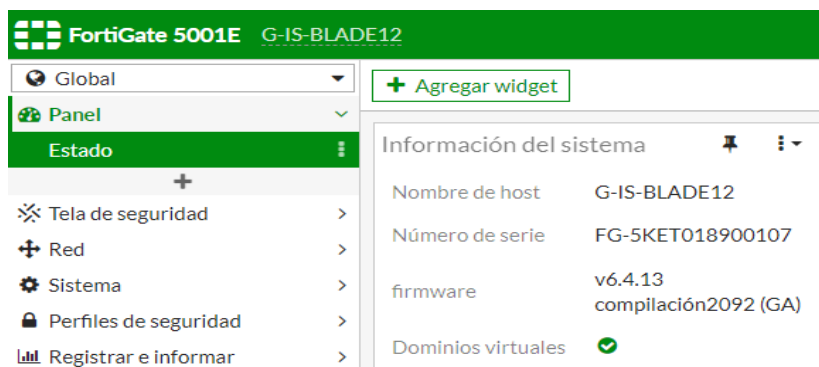 FortiGate 5001E G-IS-BLADE12
Global
Agregar widget
Panel
Estado
Información del sistema
Nombre de host G-IS-BLADE12
Tela de seguridad
Número de serie FG-5KET018900107
Red
Sistema
firmware v6.4.13
compilación2092 (GA)
Perfiles de seguridad
Registrar e informar
Dominios virtuales